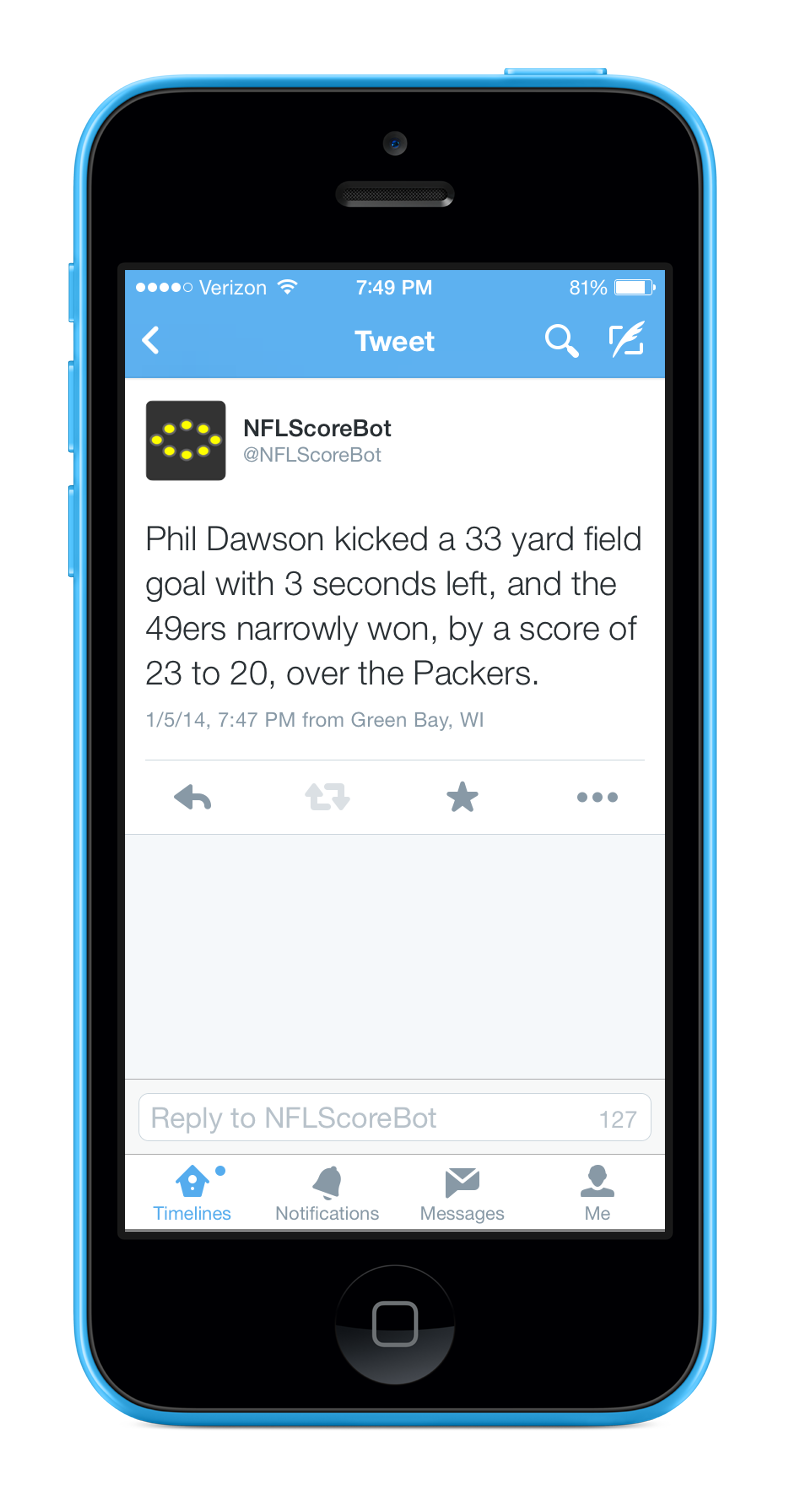 Verizon 7:49 PM 81%
Tweet
NFLScoreBot
@NFLScoreBot
Phil Dawson kicked a 33 yard field
goal with 3 seconds left, and the
49ers narrowly won, by a score of
23 to 20, over the Packers.
1/5/14, 7:47 PM from Green Bay, WI
Reply to NFLScoreBot 127
Timelines Notifications Messages Me